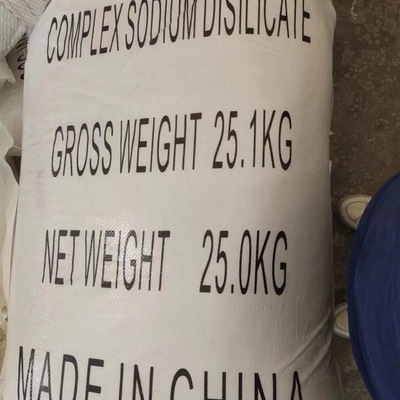 COMPLEX SODIUM DISILICATE
GROSS WEIGHT 25.1KG
NET WEIGHT 25.0KG
MADE IN CHINA